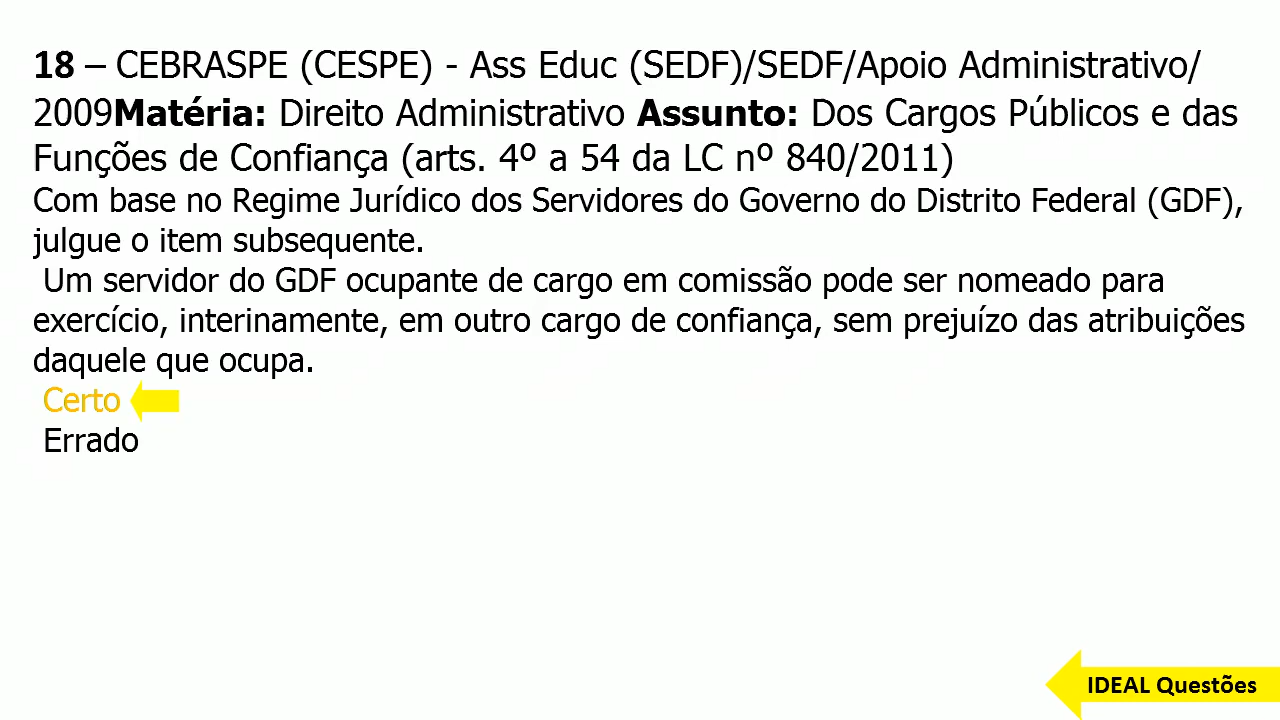 18 – CEBRASPE (CESPE) - Ass Educ (SEDF)/SEDF/Apoio Administrativo/
2009Matéria: Direito Administrativo Assunto: Dos Cargos Públicos e das
Funções de Confiança (arts. 4º a 54 da LC nº 840/2011)
Com base no Regime Jurídico dos Servidores do Governo do Distrito Federal (GDF),
julgue o item subsequente.
Um servidor do GDF ocupante de cargo em comissão pode ser nomeado para
exercício, interinamente, em outro cargo de confiança, sem prejuízo das atribuições
daquele que ocupa.
Certo
Errado
IDEAL Questões